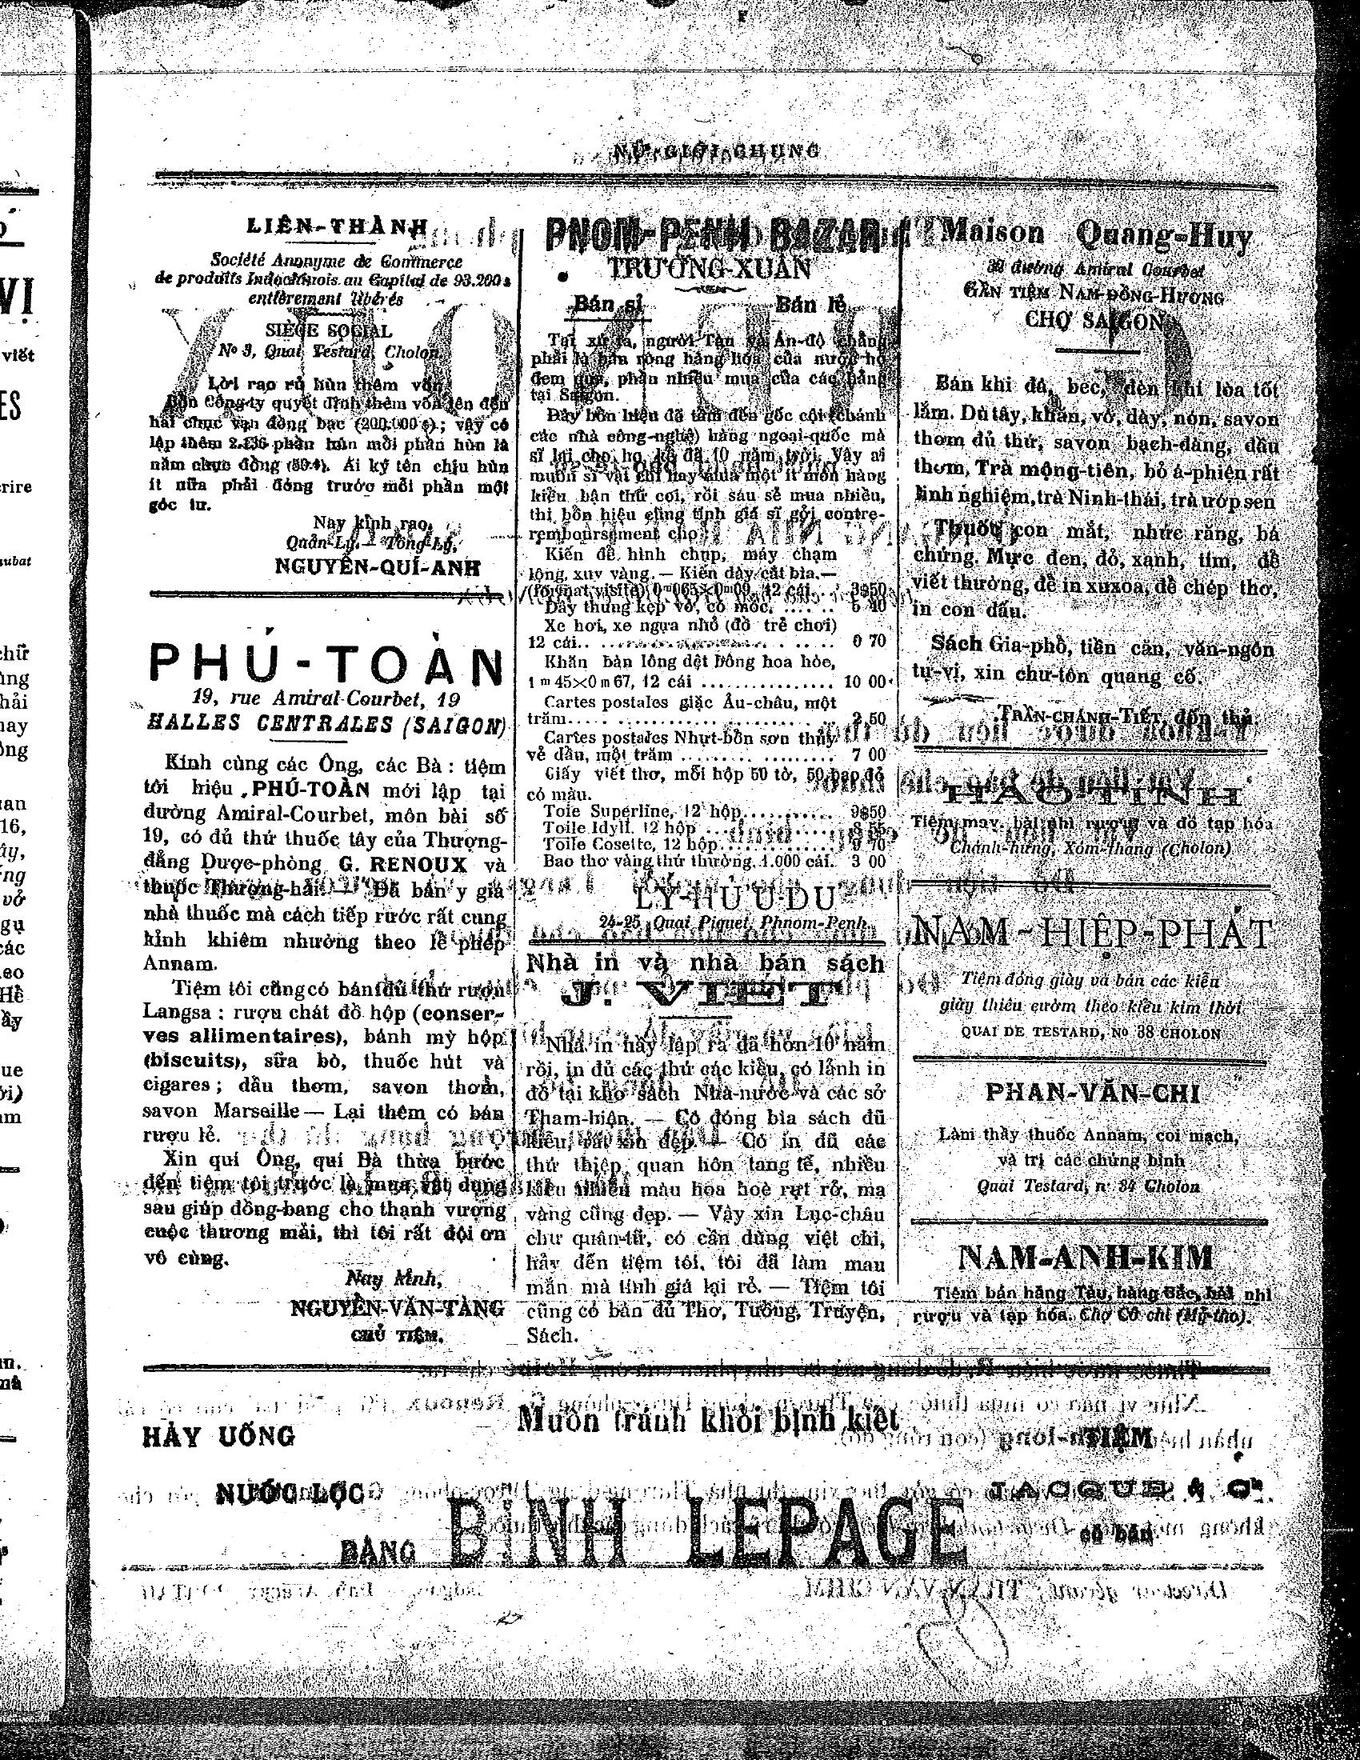 NỮ-GIỚI-CHUNG
LIÊN-THÀNH
Société Anonyme de Commerce
de produits Indochinois au Capital de 93.200$
entièrement libérés
SIÈGE SOCIAL
No 3, Quai Testard, Cholon
Lời rao rủ hùn thêm vốn
Bổn Công-ty quyết định thêm vốn lên đến
hai chục vạn đồng bạc (200.000$); vậy có
lập thêm 2.136 phần hùn mỗi phần hùn là
năm chục đồng (50$). Ai ký tên chịu hùn
ít nữa phải đóng trước mỗi phần một
góc tư.
Nay kính rao,
Quản-Lý.— Tổng-Lý,
NGUYỄN-QUÍ-ANH
PHÚ-TOÀN
19, rue Amiral-Courbet, 19
HALLES CENTRALES (SAIGON)
Kính cùng các Ông, các Bà : tiệm
tôi hiệu PHÚ-TOÀN mới lập tại
đường Amiral-Courbet, môn bài số
19, có đủ thứ thuốc tây của Thượng-
đẳng Dược-phòng G. RENOUX và
thuốc Thượng-hải. Đã bán y giá
nhà thuốc mà cách tiếp rước rất cung
kỉnh khiêm nhường theo lễ phép
Annam.
Tiệm tôi cũng có bán đủ thứ rượu
Langsa : rượu chát đồ hộp (conser-
ves allimentaires), bánh mỳ hộp
(biscuits), sữa bò, thuốc hút và
cigares ; dầu thơm, savon thơm,
savon Marseille — Lại thêm có bán
rượu lẻ.
Xin quí Ông, quí Bà thừa bước
đến tiệm tôi trước là mua vật dụng
sau giúp đồng-bang cho thạnh vượng
cuộc thương mải, thì tôi rất đội ơn
vô cùng.
Nay kính,
NGUYỄN-VĂN-TÀNG
CHỦ TIỆM.
PNOM-PENH BAZAR
TRƯỜNG-XUÂN
Bán sỉ Bán lẻ
Tại xứ ta, người Tàu và Ấn-độ chẳng
phải là bán ròng hàng hóa của nước họ
đem qua, phần nhiều mua của các hãng
tại Saigon.
Đây bổn hiệu đã tầm đến gốc cội (chánh
các nhà công-nghệ) hàng ngoại-quốc mà
sỉ lại cho họ, kể đã 10 năm trời. Vậy ai
muốn sỉ vài chi hãy mua một ít món hàng
kiểu bận thứ coi, rồi sau sẽ mua nhiều,
thì bổn hiệu cũng tính giá sỉ gởi contre-
remboursement cho.
Kiến để hình chụp, máy chạm
lộng, xuy vàng. — Kiến dày cắt bìa.—
(format visite) 0m065×0m09, 12 cái... 3$50
Dây thung kẹp vớ, có móc, ...... 5 40
Xe hơi, xe ngựa nhỏ (đồ trẻ chơi)
12 cái................ 0 70
Khăn bàn lông dệt bông hoa hòe,
1m45×0m67, 12 cái ............... 10 00
Cartes postales giặc Âu-châu, một
trăm............................ 2,50
Cartes postales Nhựt-bổn sơn thủy
vẽ dầu, một trăm ................ 7 00
Giấy viết thơ, mỗi hộp 50 tờ, 50 bao đỏ
có màu.
Toie Superline, 12 hộp.......... 9$50
Toile Idyll, 12 hộp ............ 8 55
Toile Cosette, 12 hộp........... 9 70
Bao thơ vàng thứ thường, 1.000 cái. 3 00
LÝ-HỮU-DƯ
24-25, Quai Piquet, Phnom-Penh
Nhà in và nhà bán sách
J. VIẾT
Nhà in nầy lập ra đã hơn 10 năm
rồi, in đủ các thứ các kiểu, có lãnh in
đồ tại kho sách Nhà-nước và các sở
Tham-biện. — Có đóng bìa sách đủ
kiểu, — Có in đủ các
thứ thiệp quan hôn tang tế, nhiều
kiểu nhiều màu hoa hoè rực rỡ, mạ
vàng cũng đẹp. — Vậy xin Lục-châu
chư quân-tử, có cần dùng việt chi,
hãy đến tiệm tôi, tôi đã làm mau
mắn mà tính giá lại rẻ. — Tiệm tôi
cũng có bán đủ Thơ, Tuồng, Truyện,
Sách.
Maison Quang-Huy
30 đường Amiral Courbet
GẦN TIỆM NAM-ĐỒNG-HƯƠNG
CHỢ SAIGON
Bán khí đá, bec, đèn khí lòa tốt
lắm. Dù tây, khăn, vớ, dày, nón, savon
thơm đủ thứ, savon bạch-đàng, dầu
thơm, Trà mộng-tiên, bỏ á-phiện rất
linh nghiệm, trà Ninh-thái, trà ướp sen
Thuốc con mắt, nhức răng, bá
chứng. Mực đen, đỏ, xanh, tím, để
viết thường, để in xuxoa, để chép thơ,
in con dấu.
Sách Gia-phổ, tiền căn, văn-ngôn
tự-vị, xin chư-tôn quang cố.
TRẦN-CHÁNH-TIẾT, đốn thủ.
HẢO-TINH
Tiệm may, bài nhì rượu và đồ tạp hóa
Chánh-hưng, Xóm-thang (Cholon)
NAM-HIỆP-PHÁT
Tiệm đóng giày và bán các kiểu
giày thiêu cườm theo kiểu kim thời
QUAI DE TESTARD, No 38 CHOLON
PHAN-VĂN-CHI
Làm thầy thuốc Annam, coi mạch,
và trị các chứng bịnh
Quai Testard, no 34 Cholon
NAM-ANH-KIM
Tiệm bán hàng Tàu, hàng Bắc, bài nhì
rượu và tạp hóa. Chợ Cũ chi (Mỹ-tho).
HÃY UỐNG
NƯỚC LỌC
BẰNG
Muốn tránh khỏi bịnh kiết
BÌNH LEPAGE
TIỆM
JACQUE & Cie
có bán